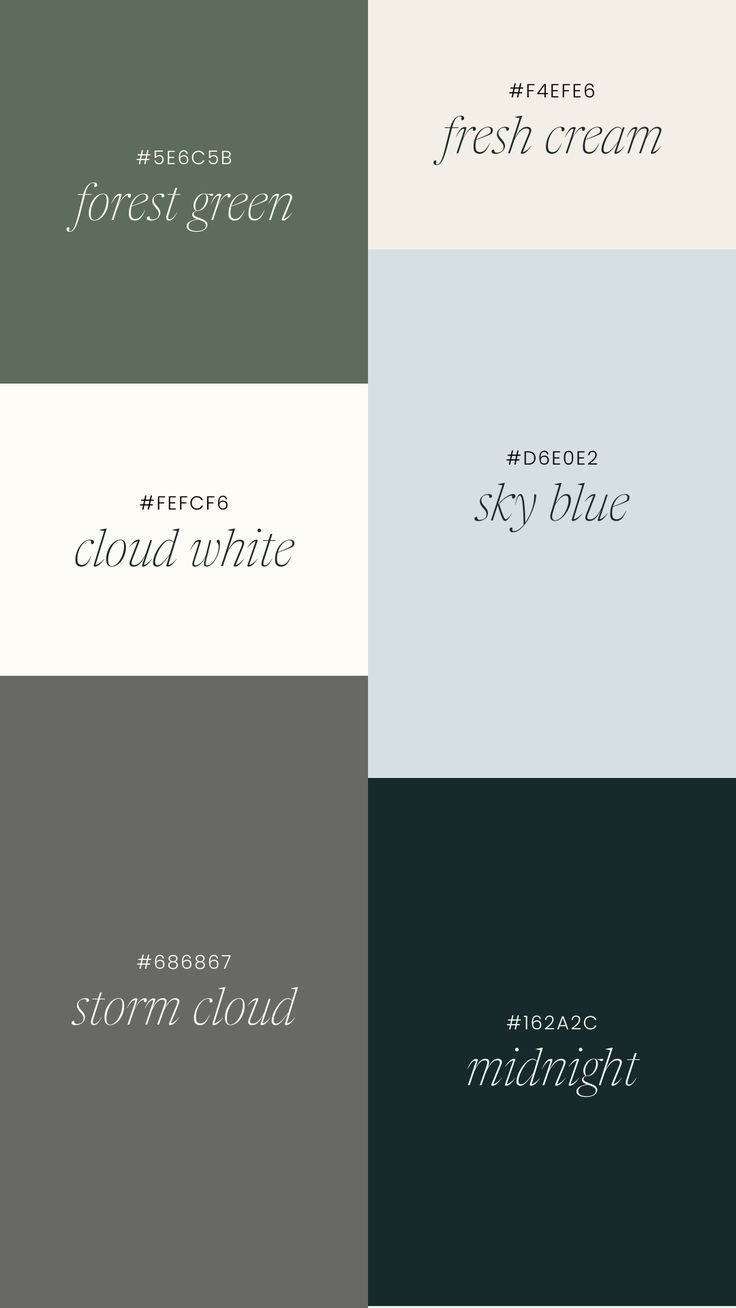 #5E6C5B
forest green
#F4EFE6
fresh cream
#FEFCF6
cloud white
#D6E0E2
sky blue
#686867
storm cloud
#162A2C
midnight